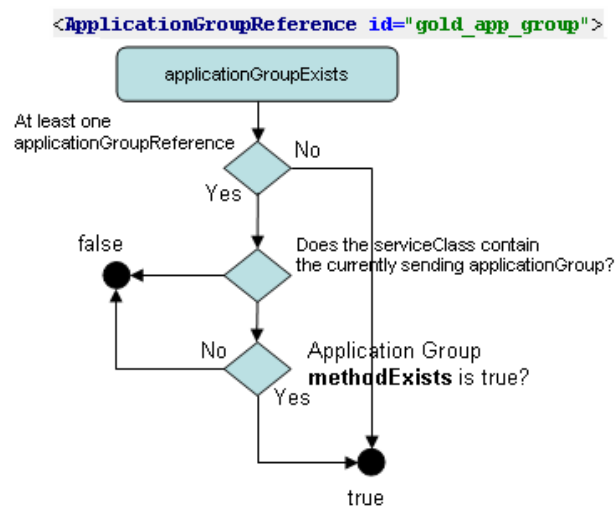 <ApplicationGroupReference id="gold_app_group">
applicationGroupExists
At least one
applicationGroupReference
No
Yes
false
Does the serviceClass contain
the currently sending applicationGroup?
No
Application Group
methodExists is true?
Yes
true